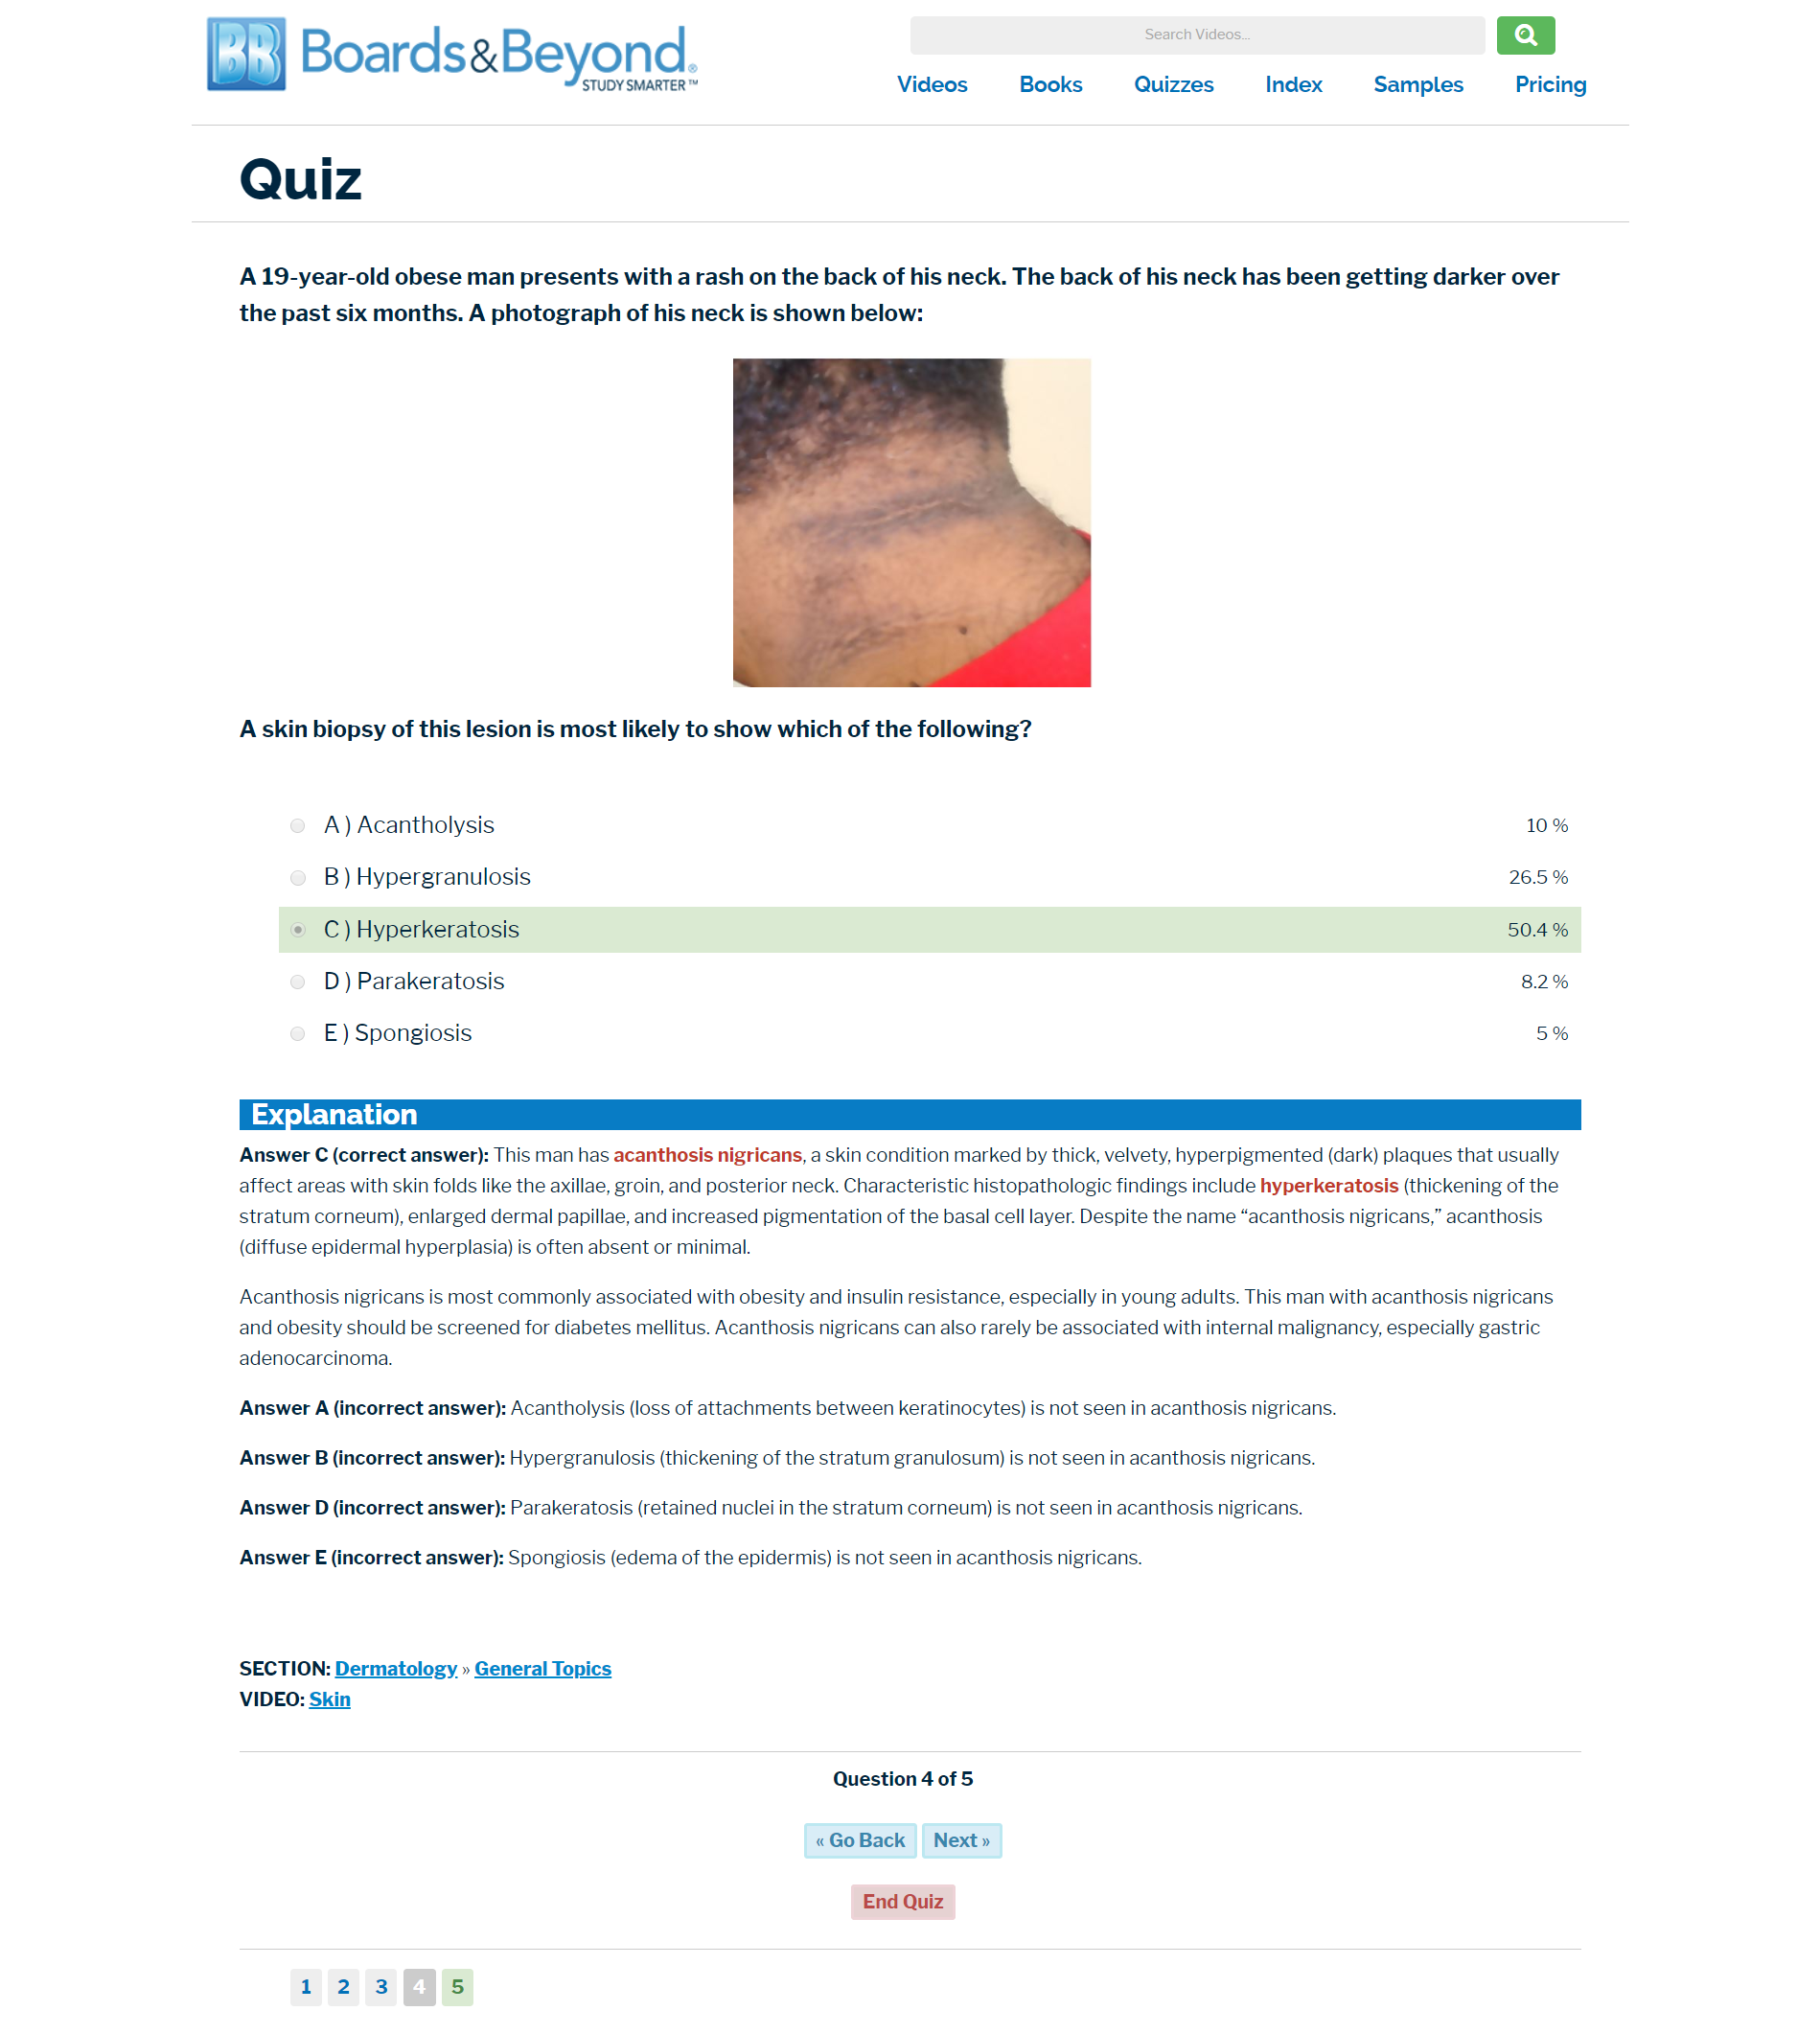 BB Boards&Beyond®
STUDY SMARTER™
Search Videos...
Videos Books Quizzes Index Samples Pricing
Quiz
A 19-year-old obese man presents with a rash on the back of his neck. The back of his neck has been getting darker over
the past six months. A photograph of his neck is shown below:
A skin biopsy of this lesion is most likely to show which of the following?
A ) Acantholysis 10 %
B ) Hypergranulosis 26.5 %
C ) Hyperkeratosis 50.4 %
D ) Parakeratosis 8.2 %
E ) Spongiosis 5 %
Explanation
Answer C (correct answer): This man has acanthosis nigricans, a skin condition marked by thick, velvety, hyperpigmented (dark) plaques that usually
affect areas with skin folds like the axillae, groin, and posterior neck. Characteristic histopathologic findings include hyperkeratosis (thickening of the
stratum corneum), enlarged dermal papillae, and increased pigmentation of the basal cell layer. Despite the name “acanthosis nigricans,” acanthosis
(diffuse epidermal hyperplasia) is often absent or minimal.
Acanthosis nigricans is most commonly associated with obesity and insulin resistance, especially in young adults. This man with acanthosis nigricans
and obesity should be screened for diabetes mellitus. Acanthosis nigricans can also rarely be associated with internal malignancy, especially gastric
adenocarcinoma.
Answer A (incorrect answer): Acantholysis (loss of attachments between keratinocytes) is not seen in acanthosis nigricans.
Answer B (incorrect answer): Hypergranulosis (thickening of the stratum granulosum) is not seen in acanthosis nigricans.
Answer D (incorrect answer): Parakeratosis (retained nuclei in the stratum corneum) is not seen in acanthosis nigricans.
Answer E (incorrect answer): Spongiosis (edema of the epidermis) is not seen in acanthosis nigricans.
SECTION: Dermatology » General Topics
VIDEO: Skin
Question 4 of 5
« Go Back Next »
End Quiz
1 2 3 4 5